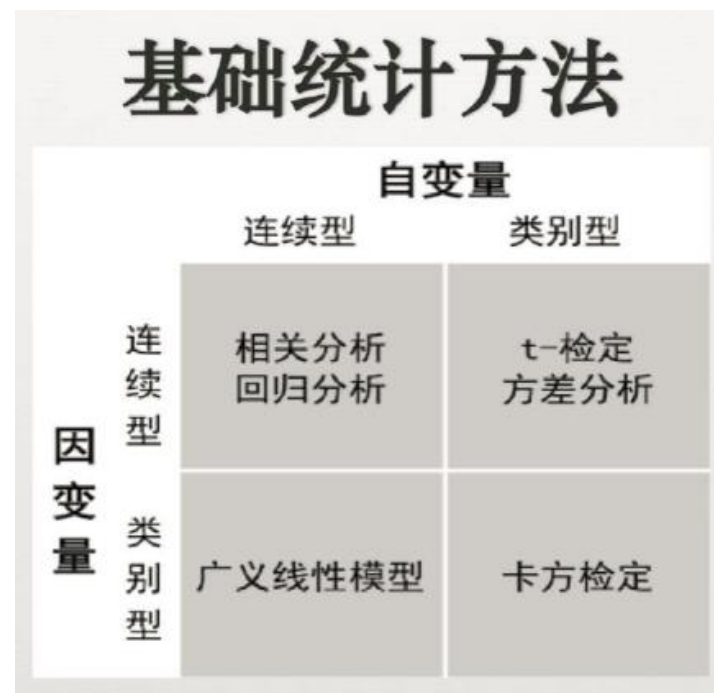 基础统计方法
自变量
连续型
类别型
因变量
连续型
相关分析
回归分析
t-检定
方差分析
类别型
广义线性模型
卡方检定